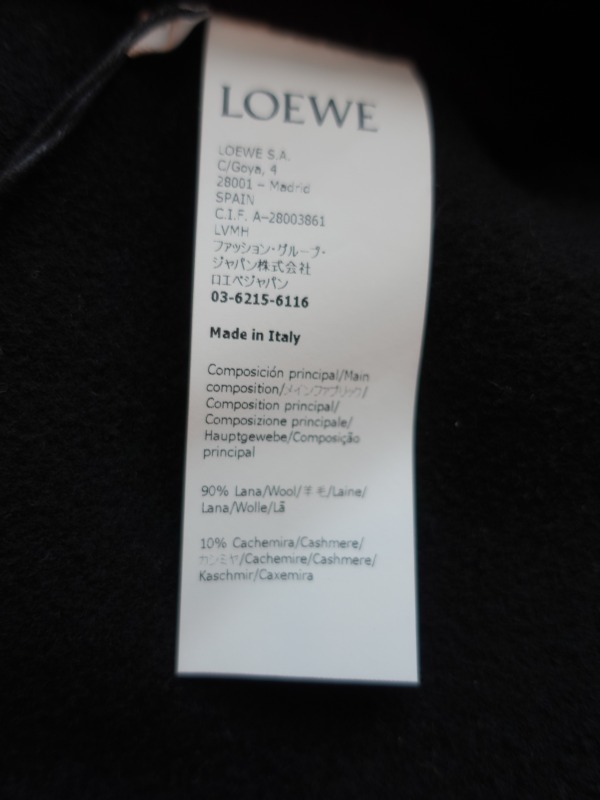 LOEWE
LOEWE S.A.
C/Goya, 4
28001 – Madrid
SPAIN
C.I.F. A-28003861
LVMH
ファッション・グループ・
ジャパン株式会社
ロエベジャパン
03-6215-6116
Made in Italy
Composición principal/Main
composition/メインファブリック/
Composition principal/
Composizione principale/
Hauptgewebe/Composição
principal
90% Lana/Wool/羊毛/Laine/
Lana/Wolle/Lã
10% Cachemira/Cashmere/
カシミヤ/Cachemire/Cashmere/
Kaschmir/Caxemira